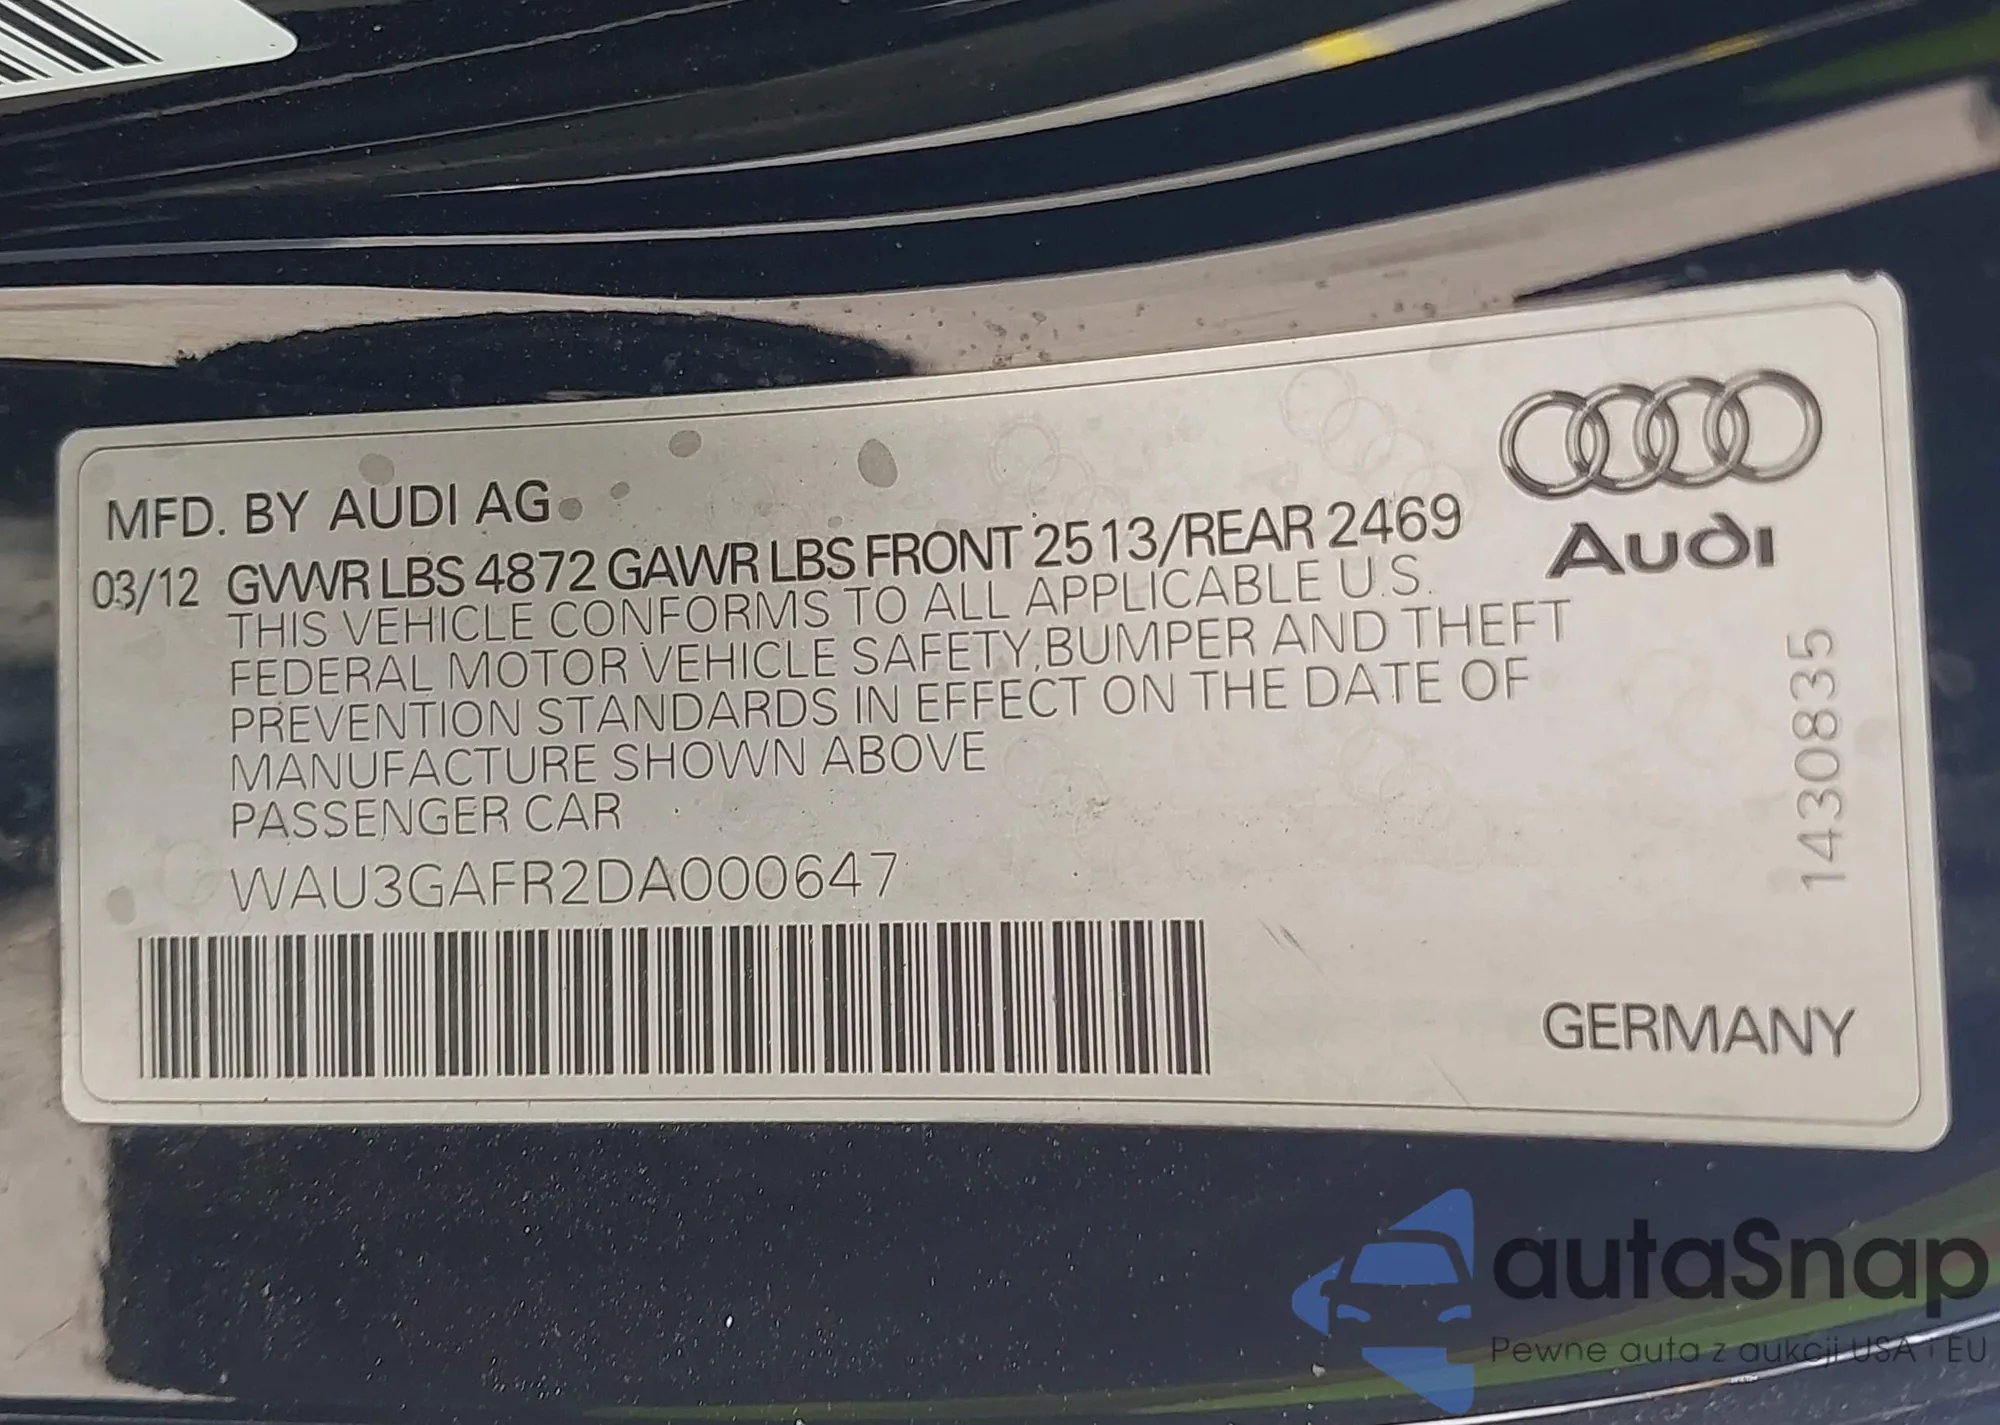 MFD. BY AUDI AG
03/12 GVWR LBS 4872 GAWR LBS FRONT 2513/REAR 2469
THIS VEHICLE CONFORMS TO ALL APPLICABLE U.S.
FEDERAL MOTOR VEHICLE SAFETY,BUMPER AND THEFT
PREVENTION STANDARDS IN EFFECT ON THE DATE OF
MANUFACTURE SHOWN ABOVE
PASSENGER CAR
WAU3GAFR2DA000647
Audi
1430835
GERMANY
autaSnap
Pewne auta z aukcji USA i EU